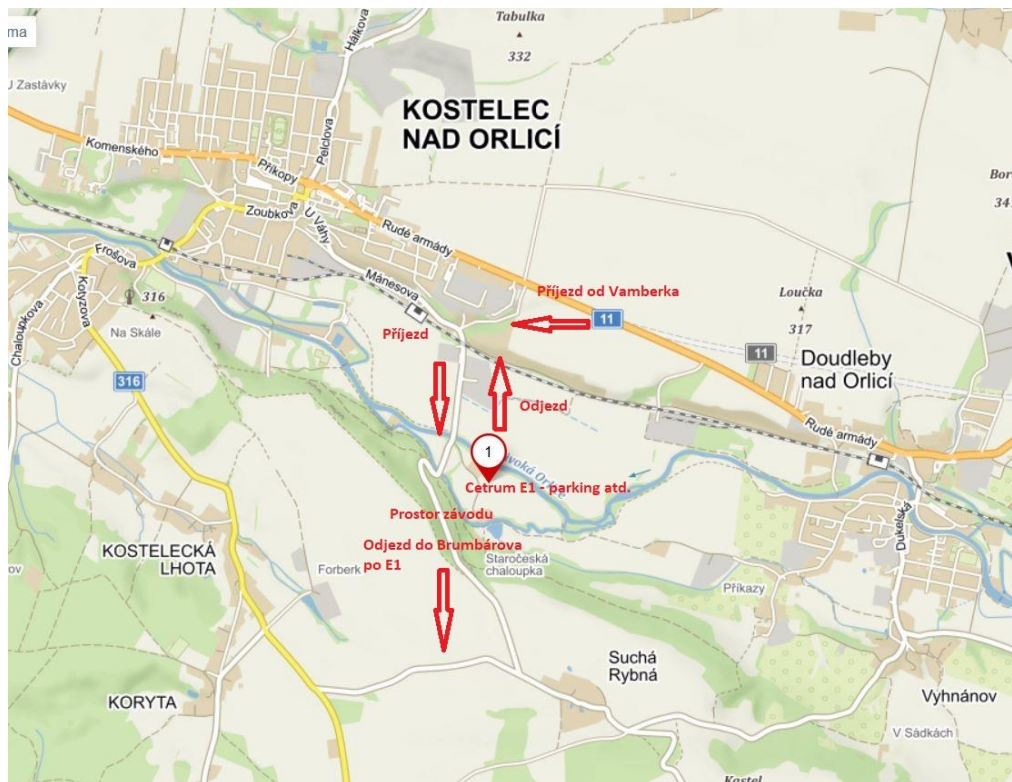 ma
Tabulka
332
Hálkova
U Zastávky
KOSTELEC
NAD ORLICÍ
Pelclova
Komenského
Příkopy
Zoubkova
U Váhy
Rudé armády
Frošova
Mánesova
316
Kotyzova
Chaloupkova
Na Skále
Příjezd od Vamberka
11
Loučka
317
11
Příjezd
Doudleby
nad Orlicí
316
Odjezd
Rudé armády
1
Cetrum E1 - parking atd.
Prostor závodu
Dukelská
Odjezd do Brumbárova
po E1
KOSTELECKÁ
LHOTA
Forberk
Staročeská
chaloupka
Příkazy
Suchá
Rybná
KORYTA
Vyhnánov
V Sádkách
Kastel